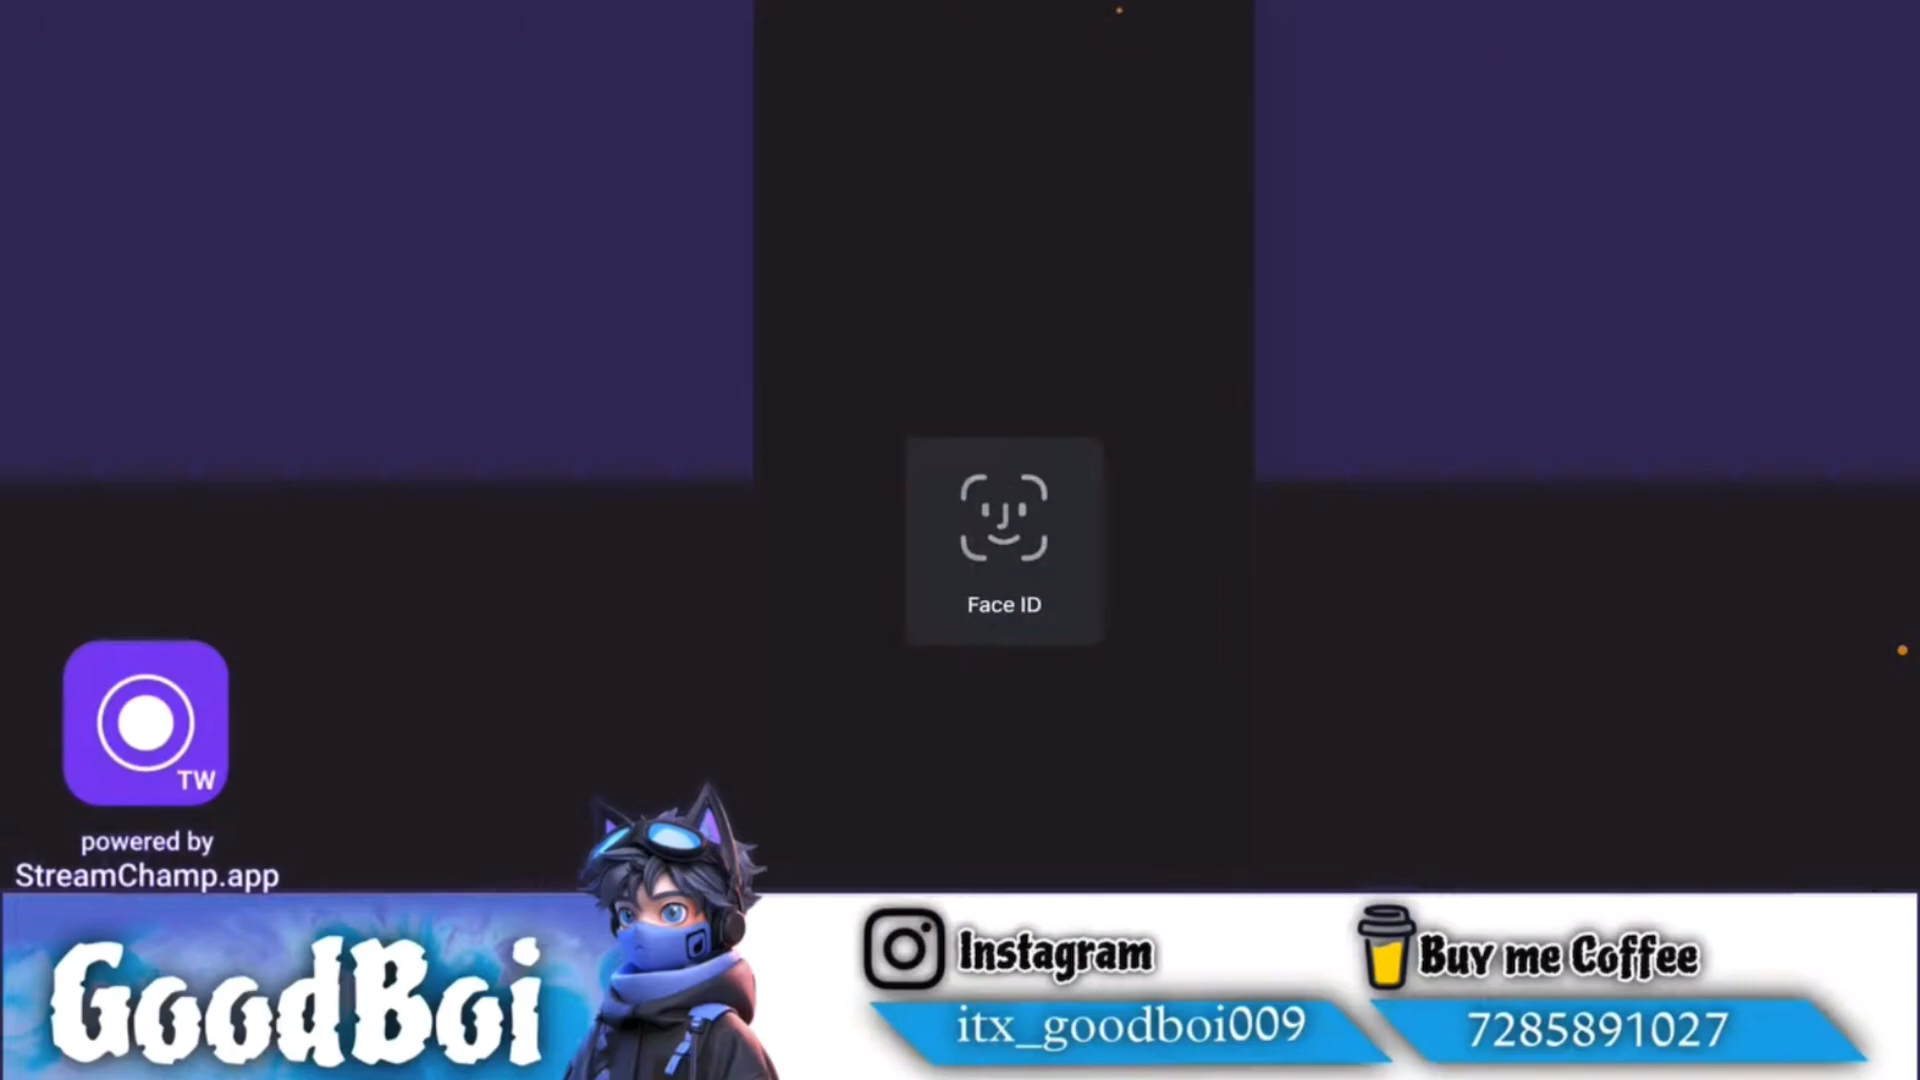 Face ID
TW
powered by
StreamChamp.app
GoodBoi
Instagram
itx_goodboi009
Buy me Coffee
7285891027